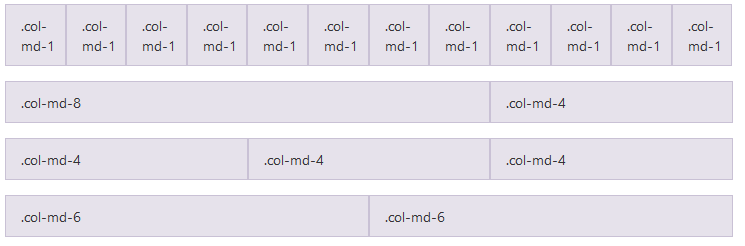 .col- .col- .col- .col- .col- .col- .col- .col- .col- .col- .col- .col-
md-1 md-1 md-1 md-1 md-1 md-1 md-1 md-1 md-1 md-1 md-1 md-1
.col-md-8 .col-md-4
.col-md-4 .col-md-4 .col-md-4
.col-md-6 .col-md-6